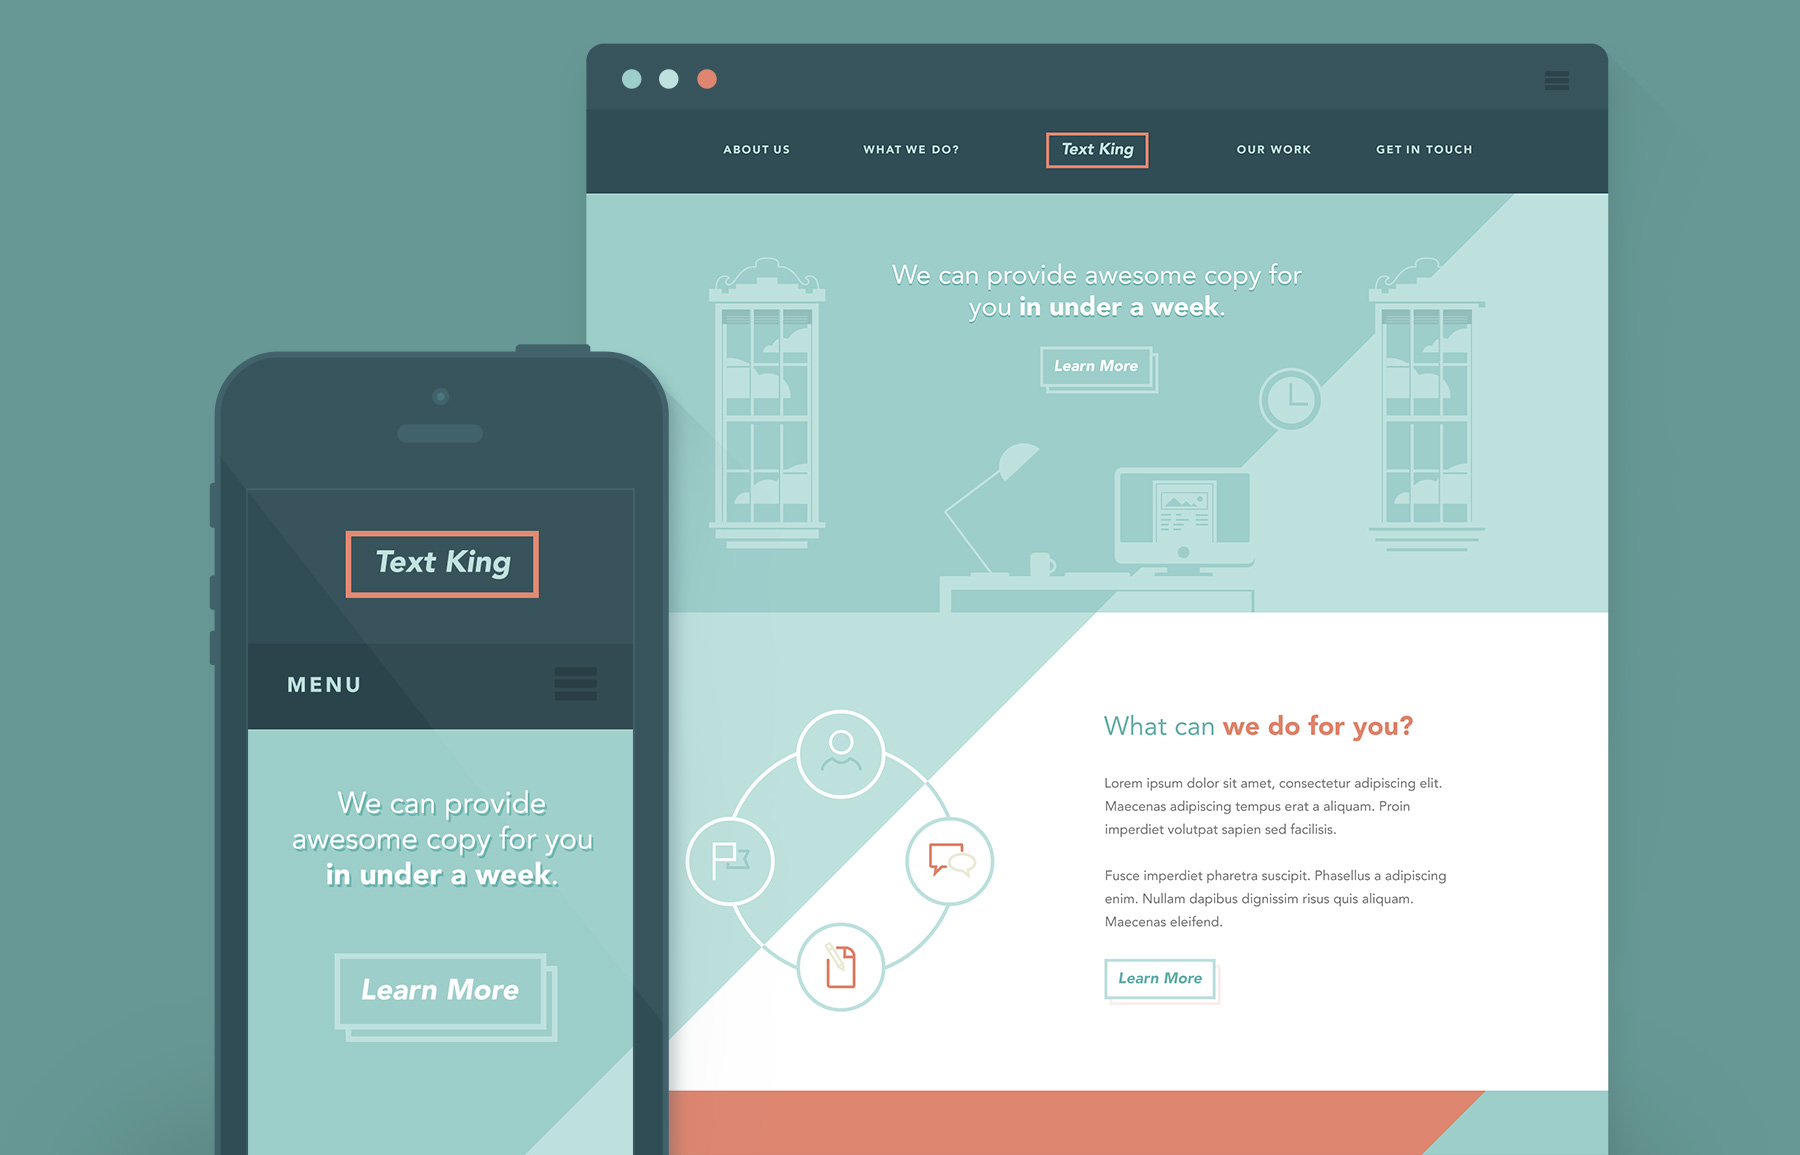 ABOUT US
WHAT WE DO?
Text King
OUR WORK
GET IN TOUCH
We can provide awesome copy for
you in under a week.
Learn More
What can we do for you?
Lorem ipsum dolor sit amet, consectetur adipiscing elit.
Maecenas adipiscing tempus erat a aliquam. Proin
imperdiet volutpat sapien sed facilisis.
Fusce imperdiet pharetra suscipit. Phasellus a adipiscing
enim. Nullam dapibus dignissim risus quis aliquam.
Maecenas eleifend.
Learn More
Text King
MENU
We can provide
awesome copy for you
in under a week.
Learn More